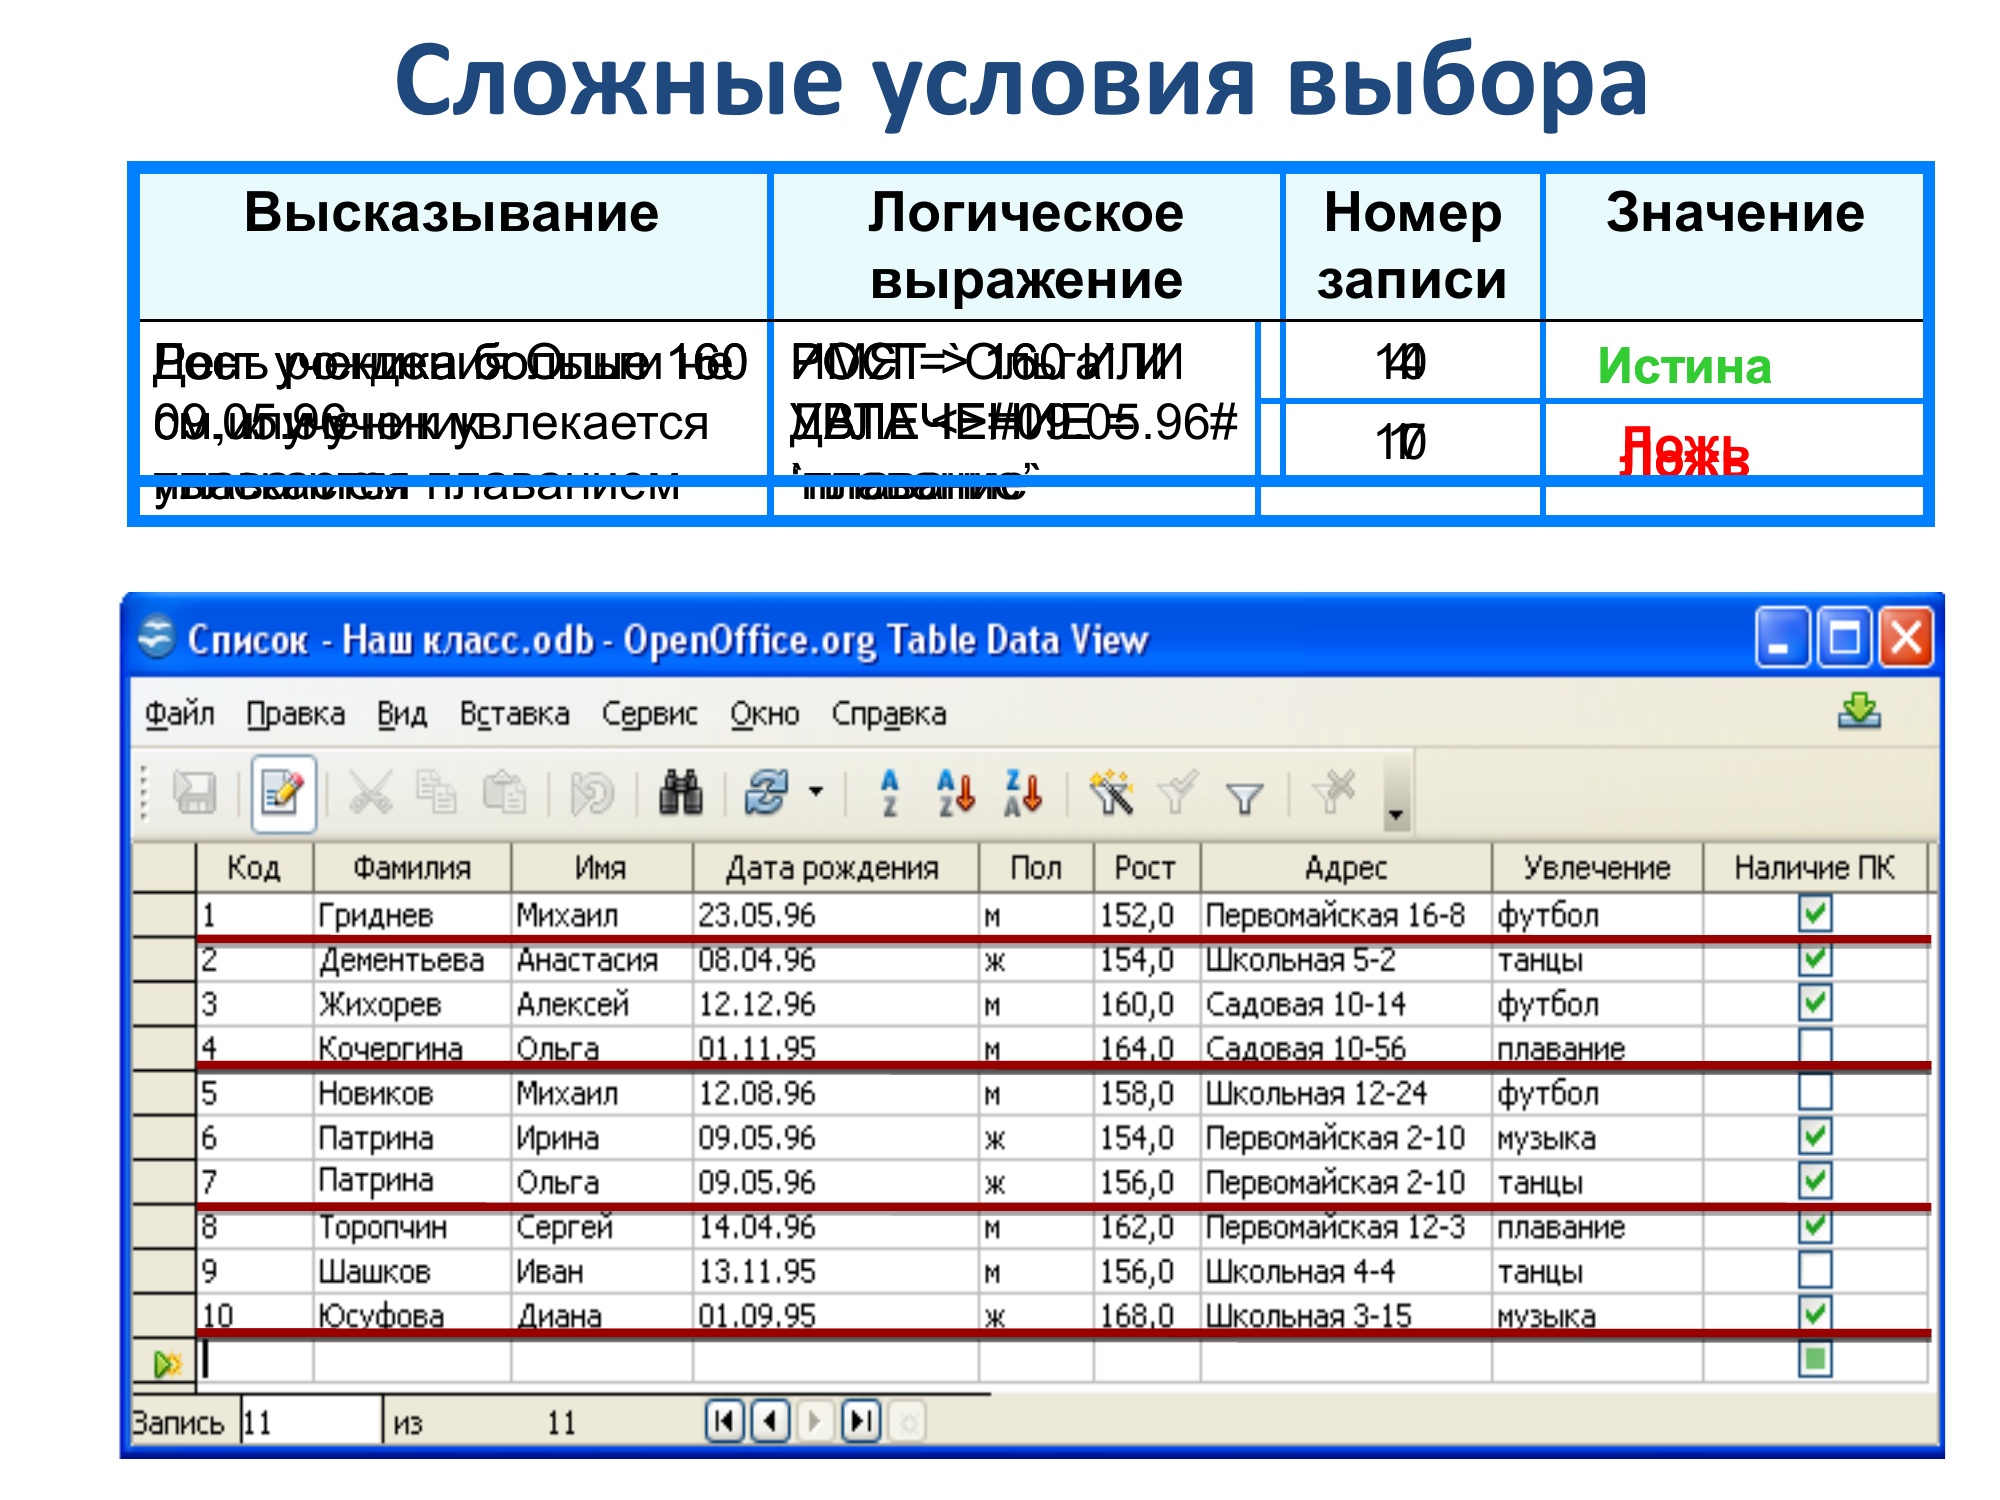 Сложные условия выбора
Высказывание Логическое выражение Номер записи Значение
160
увлекается
плаванием
160 ИЛИ
Истина
Ложь
Список - Наш класс.odb - OpenOffice.org Table Data View
Файл Правка Вид Вставка Сервис Окно Справка
Код Фамилия Имя Дата рождения Пол Рост Адрес Увлечение Наличие ПК
1 Гриднев Михаил 23.05.96 м 152,0 Первомайская 16-8 футбол
2 Дементьева Анастасия 08.04.96 ж 154,0 Школьная 5-2 танцы
3 Жихорев Алексей 12.12.96 м 160,0 Садовая 10-14 футбол
4 Кочергина Ольга 01.11.95 м 164,0 Садовая 10-56 плавание
5 Новиков Михаил 12.08.96 м 158,0 Школьная 12-24 футбол
6 Патрина Ирина 09.05.96 ж 154,0 Первомайская 2-10 музыка
7 Патрина Ольга 09.05.96 ж 156,0 Первомайская 2-10 танцы
8 Торопчин Сергей 14.04.96 м 162,0 Первомайская 12-3 плавание
9 Шашков Иван 13.11.95 м 156,0 Школьная 4-4 танцы
10 Юсуфова Диана 01.09.95 ж 168,0 Школьная 3-15 музыка
Запись 11 из 11